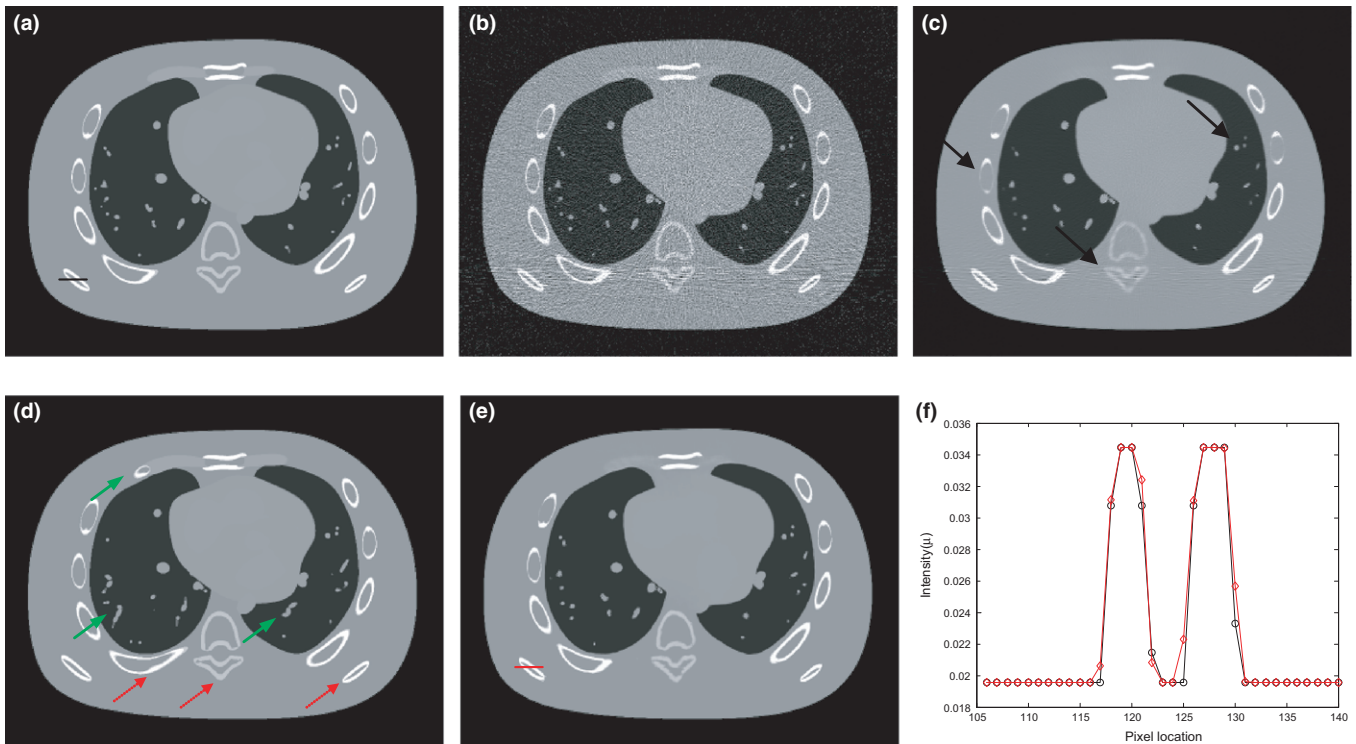 (a)
(b)
(c)
(d)
(e)
(f)
0.036
0.034
0.032
0.03
0.028
0.026
0.024
0.022
0.02
0.018
Intensity(μ)
105 110 115 120 125 130 135 140
Pixel location